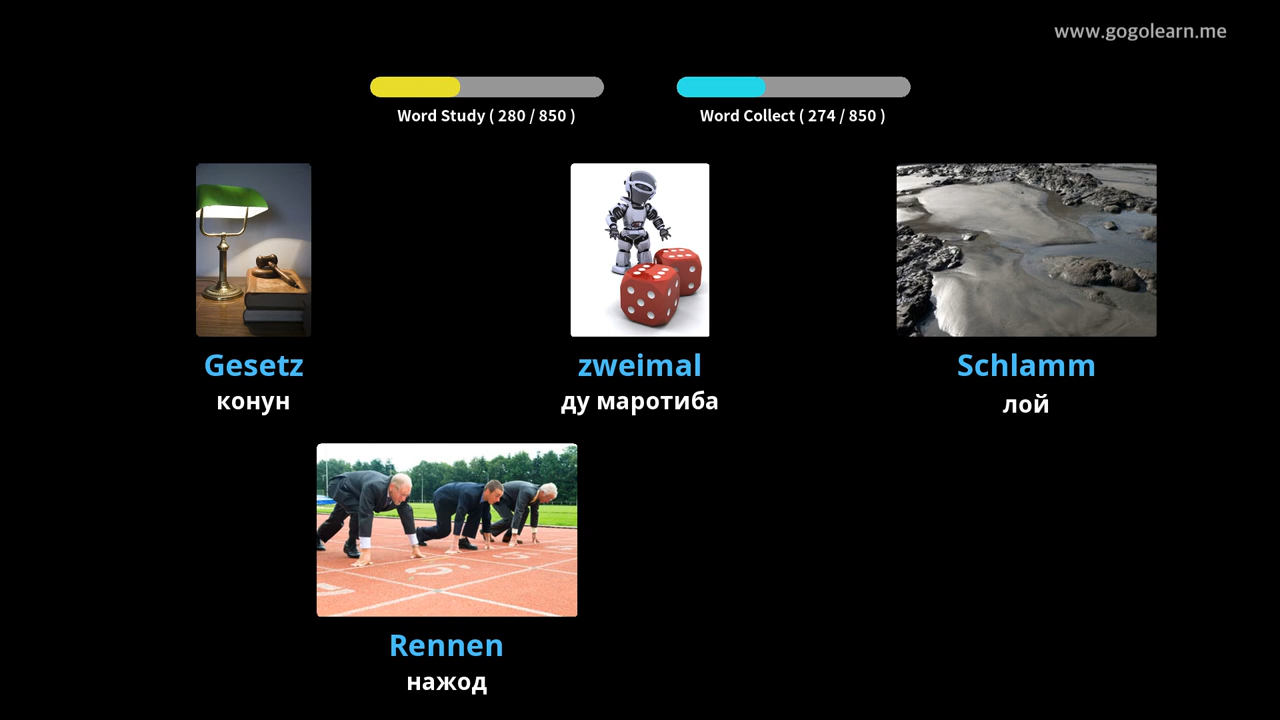 www.gogolearn.me
Word Study ( 280 / 850 )
Word Collect ( 274 / 850 )
Gesetz
конун
zweimal
ду маротиба
Schlamm
лой
Rennen
нажод